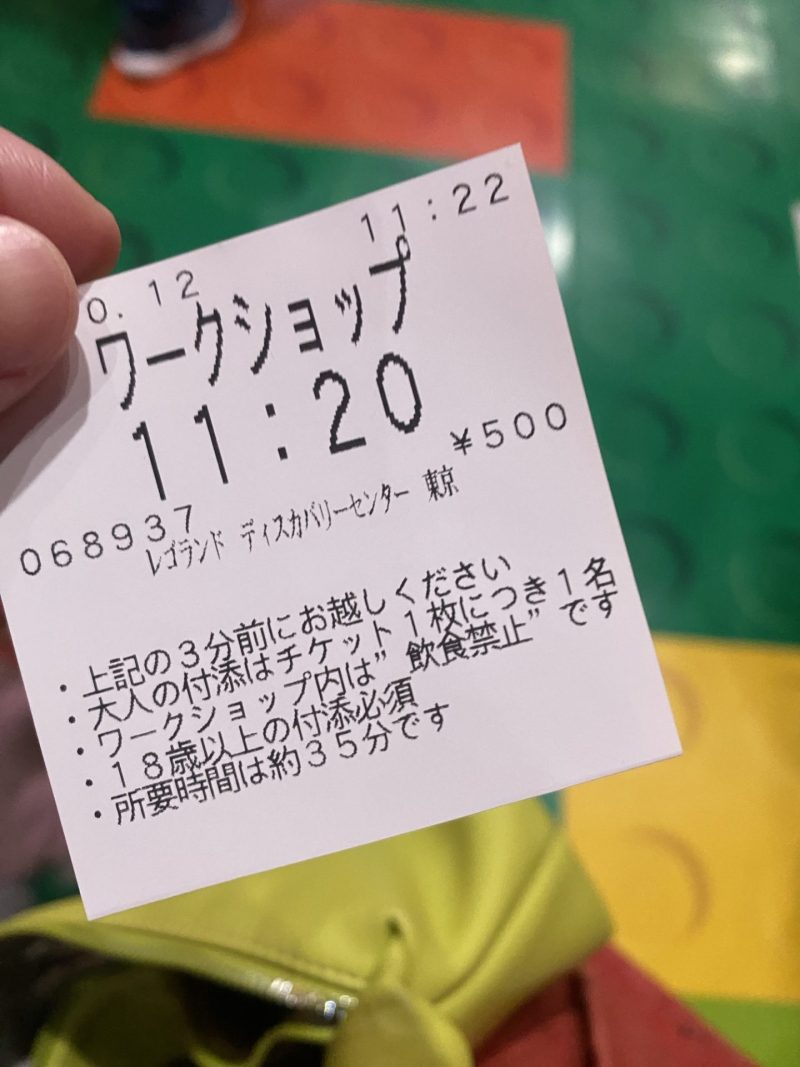 0.12 11:22
ワークショップ
11:20
¥500
068937
レゴランド ディスカバリーセンター 東京
・上記の3分前にお越しください
・大人の付添はチケット1枚につき1名
・ワークショップ内は”飲食禁止”です
・18歳以上の付添必須
・所要時間は約35分です